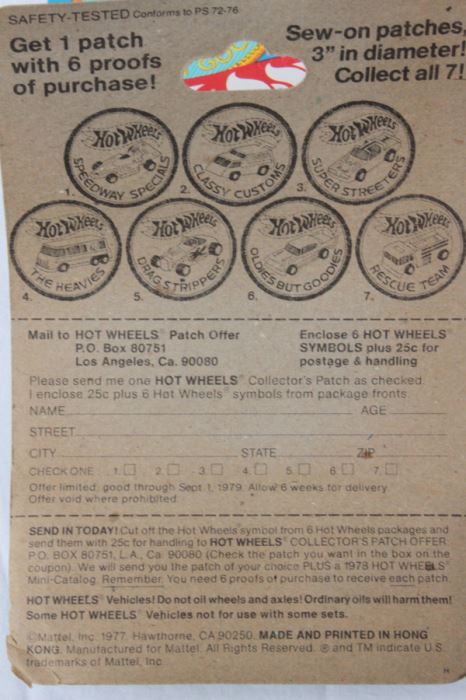 SAFETY-TESTED Conforms to PS 72-76
Get 1 patch
with 6 proofs
of purchase!
Sew-on patches,
3" in diameter!
Collect all 7!
Hot Wheels
SPEEDWAY SPECIALS
1.
Hot Wheels
CLASSY CUSTOMS
2.
Hot Wheels
SUPER STREETERS
3.
Hot Wheels
THE HEAVIES
4.
Hot Wheels
DRAG STRIPPERS
5.
Hot Wheels
OLDIES BUT GOODIES
6.
Hot Wheels
RESCUE TEAM
7.
Mail to HOT WHEELS® Patch Offer
P.O. Box 80751
Los Angeles, Ca. 90080
Enclose 6 HOT WHEELS
SYMBOLS plus 25c for
postage & handling
Please send me one HOT WHEELS® Collector's Patch as checked.
I enclose 25c plus 6 Hot Wheels® symbols from package fronts.
NAME AGE
STREET
CITY STATE ZIP
CHECK ONE 1. 2. 3. 4. 5. 6. 7.
Offer limited, good through Sept. 1, 1979. Allow 6 weeks for delivery.
Offer void where prohibited.
SEND IN TODAY! Cut off the Hot Wheels symbol from 6 Hot Wheels packages and
send them with 25c for handling to HOT WHEELS® COLLECTOR'S PATCH OFFER
P.O. BOX 80751, L.A., Ca. 90080 (Check the patch you want in the box on the
coupon). We will send you the patch of your choice PLUS a 1978 HOT WHEELS®
Mini-Catalog. Remember: You need 6 proofs of purchase to receive each patch.
HOT WHEELS® Vehicles! Do not oil wheels and axles! Ordinary oils will harm them!
Some HOT WHEELS® Vehicles not for use with some sets.
©Mattel, Inc. 1977, Hawthorne, CA 90250. MADE AND PRINTED IN HONG
KONG. Manufactured for Mattel. All Rights Reserved. ® and TM indicate U.S.
trademarks of Mattel, Inc.
H